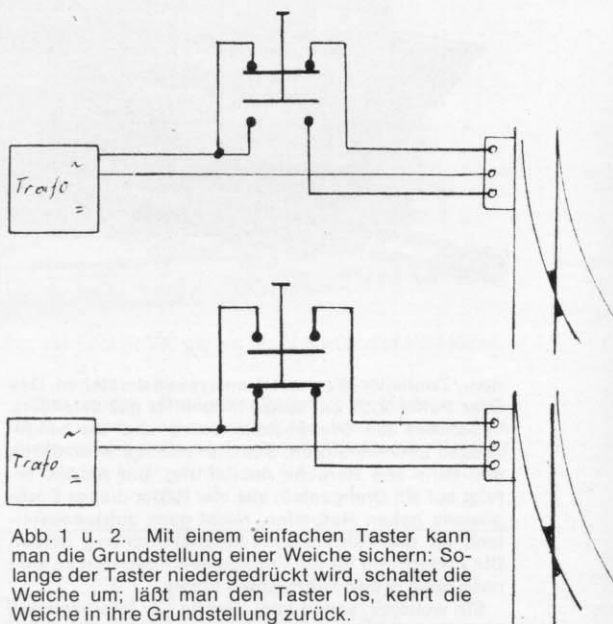 Trafo
~
=
Trafo
~
=
Abb. 1 u. 2. Mit einem einfachen Taster kann
man die Grundstellung einer Weiche sichern: So-
lange der Taster niedergedrückt wird, schaltet die
Weiche um; läßt man den Taster los, kehrt die
Weiche in ihre Grundstellung zurück.